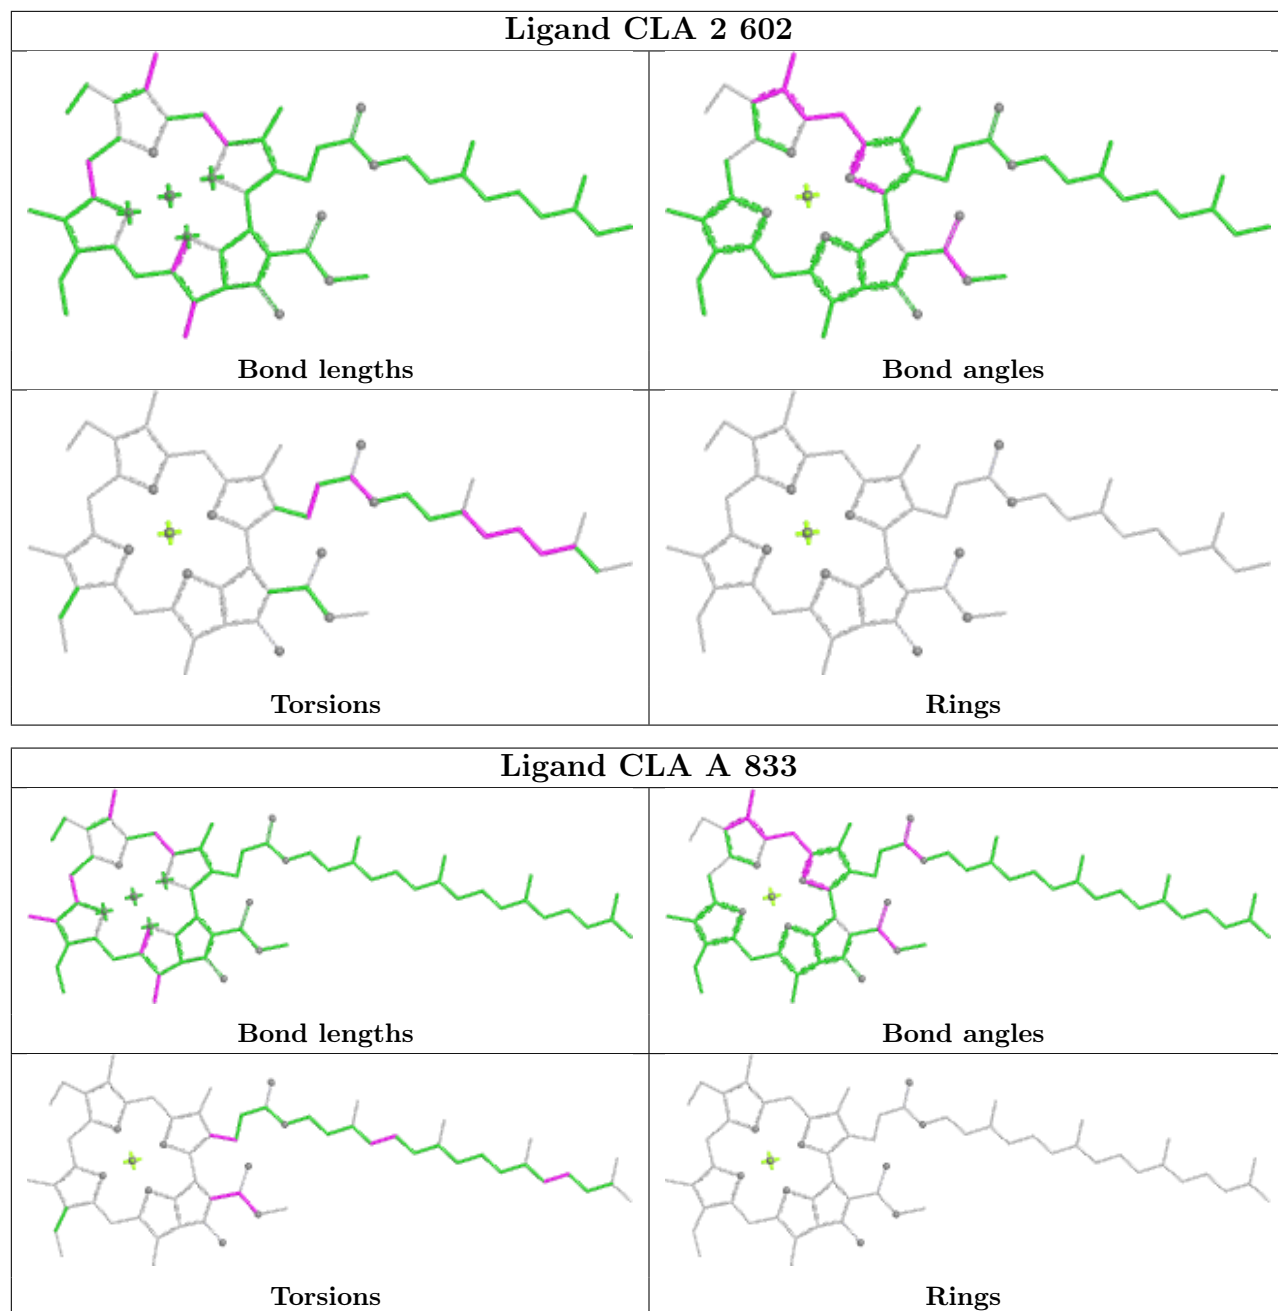 Ligand CLA 2 602
Bond lengths
Bond angles
Torsions
Rings
Ligand CLA A 833
Bond lengths
Bond angles
Torsions
Rings